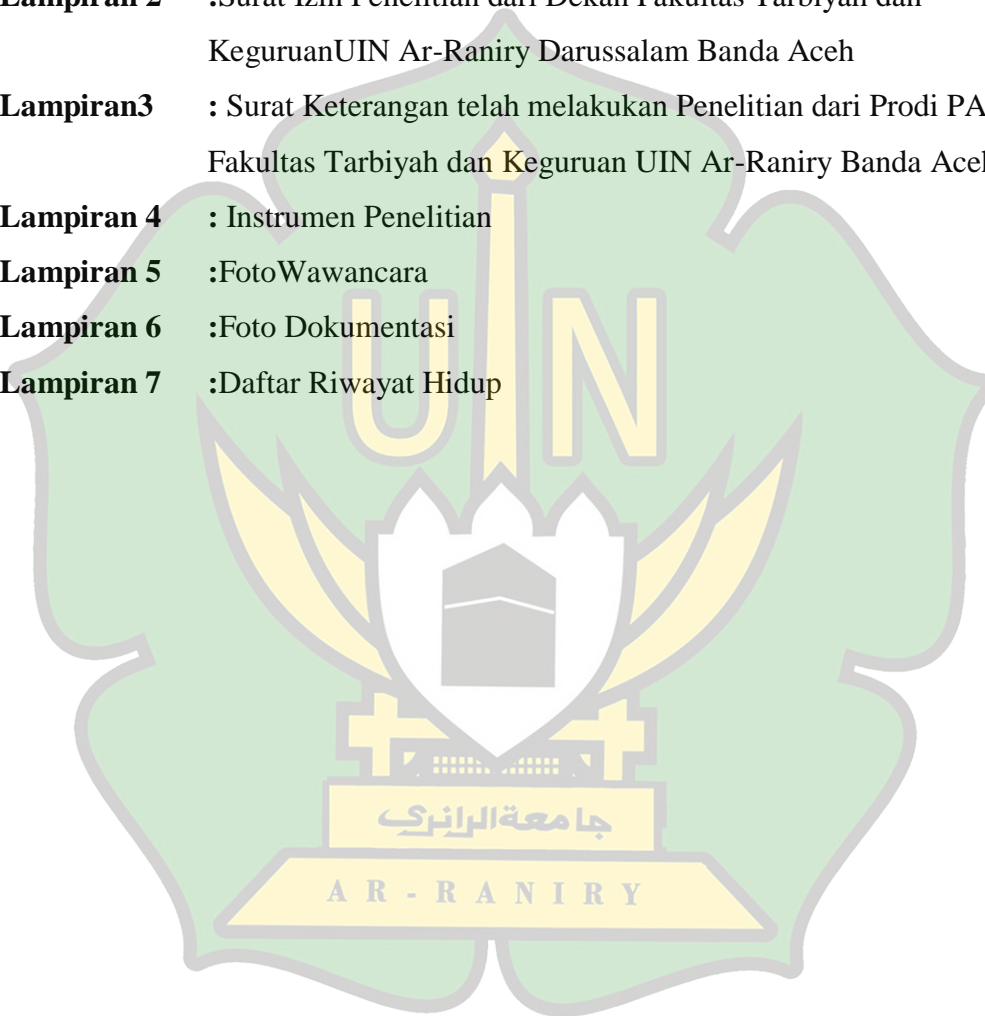 Lampiran 2 :Surat Izin Penelitian dari Dekan Fakultas Tarbiyah dan
KeguruanUIN Ar-Raniry Darussalam Banda Aceh
Lampiran3 : Surat Keterangan telah melakukan Penelitian dari Prodi PA
Fakultas Tarbiyah dan Keguruan UIN Ar-Raniry Banda Aceh
Lampiran 4 : Instrumen Penelitian
Lampiran 5 :FotoWawancara
Lampiran 6 :Foto Dokumentasi
Lampiran 7 :Daftar Riwayat Hidup
UIN
جامعةالرانري
AR-RANIRY